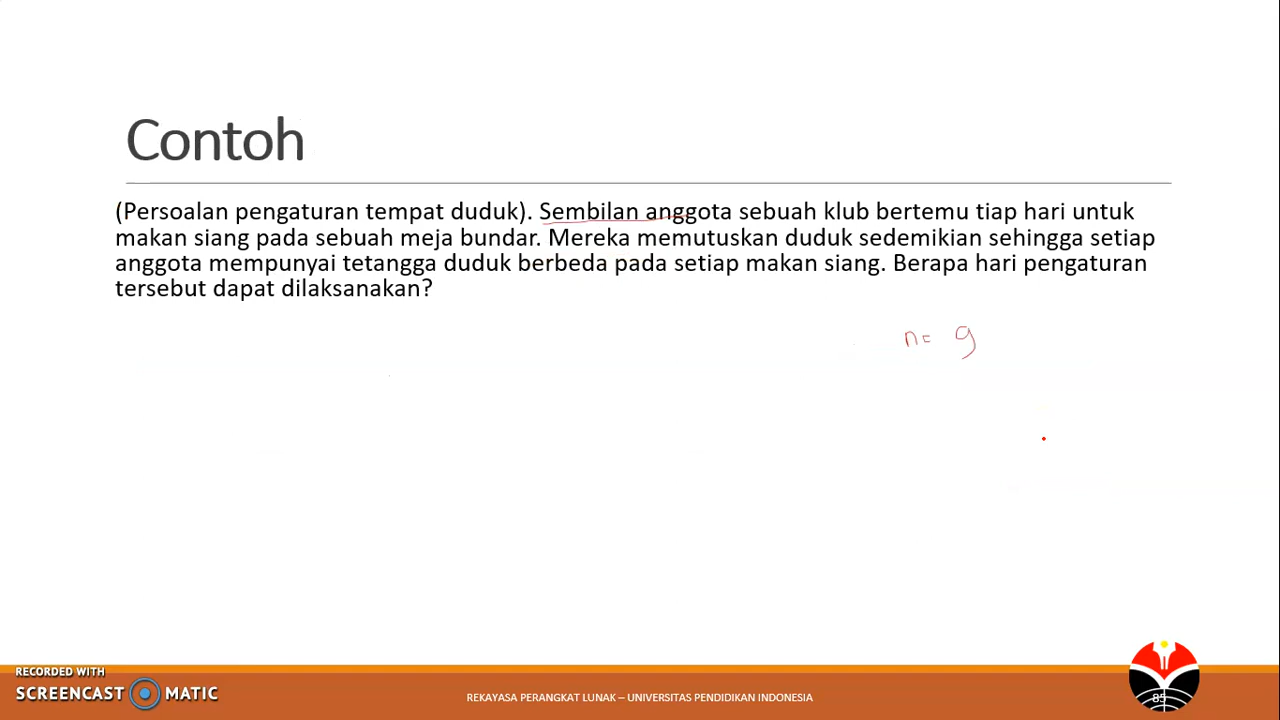 Contoh
(Persoalan pengaturan tempat duduk). Sembilan anggota sebuah klub bertemu tiap hari untuk
makan siang pada sebuah meja bundar. Mereka memutuskan duduk sedemikian sehingga setiap
anggota mempunyai tetangga duduk berbeda pada setiap makan siang. Berapa hari pengaturan
tersebut dapat dilaksanakan?
n= 9
RECORDED WITH
SCREENCAST MATIC
REKAYASA PERANGKAT LUNAK – UNIVERSITAS PENDIDIKAN INDONESIA
85